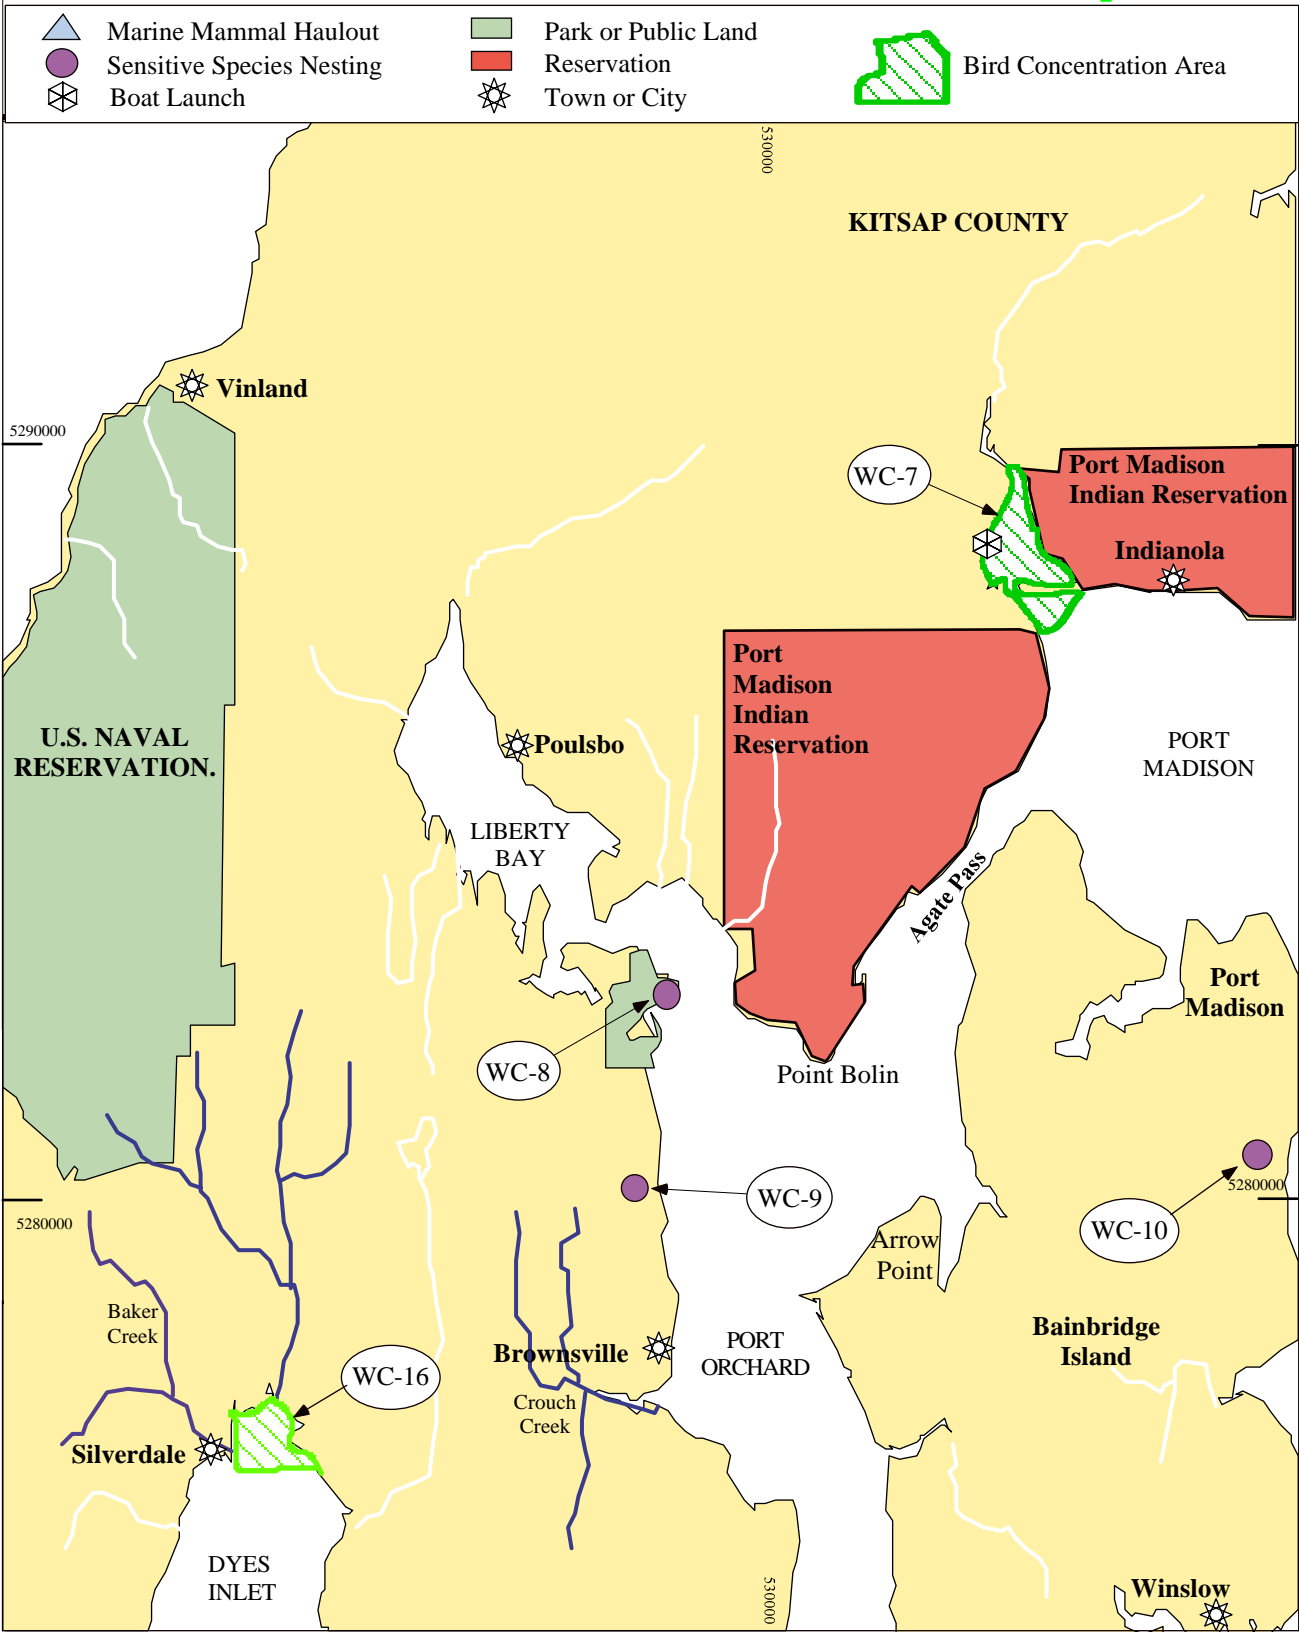 Marine Mammal Haulout
Park or Public Land
Sensitive Species Nesting
Reservation
Bird Concentration Area
Boat Launch
Town or City
530000
KITSAP COUNTY
Vinland
5290000
WC-7
Port Madison
Indian Reservation
Indianola
Port
Madison
Indian
Reservation
U.S. NAVAL
RESERVATION.
Poulsbo
PORT
MADISON
LIBERTY
BAY
Agate Pass
Port
Madison
WC-8
Point Bolin
WC-9
5280000
5280000
WC-10
Arrow
Point
Baker
Creek
Bainbridge
Island
Brownsville
PORT
ORCHARD
WC-16
Crouch
Creek
Silverdale
DYES
INLET
530000
Winslow